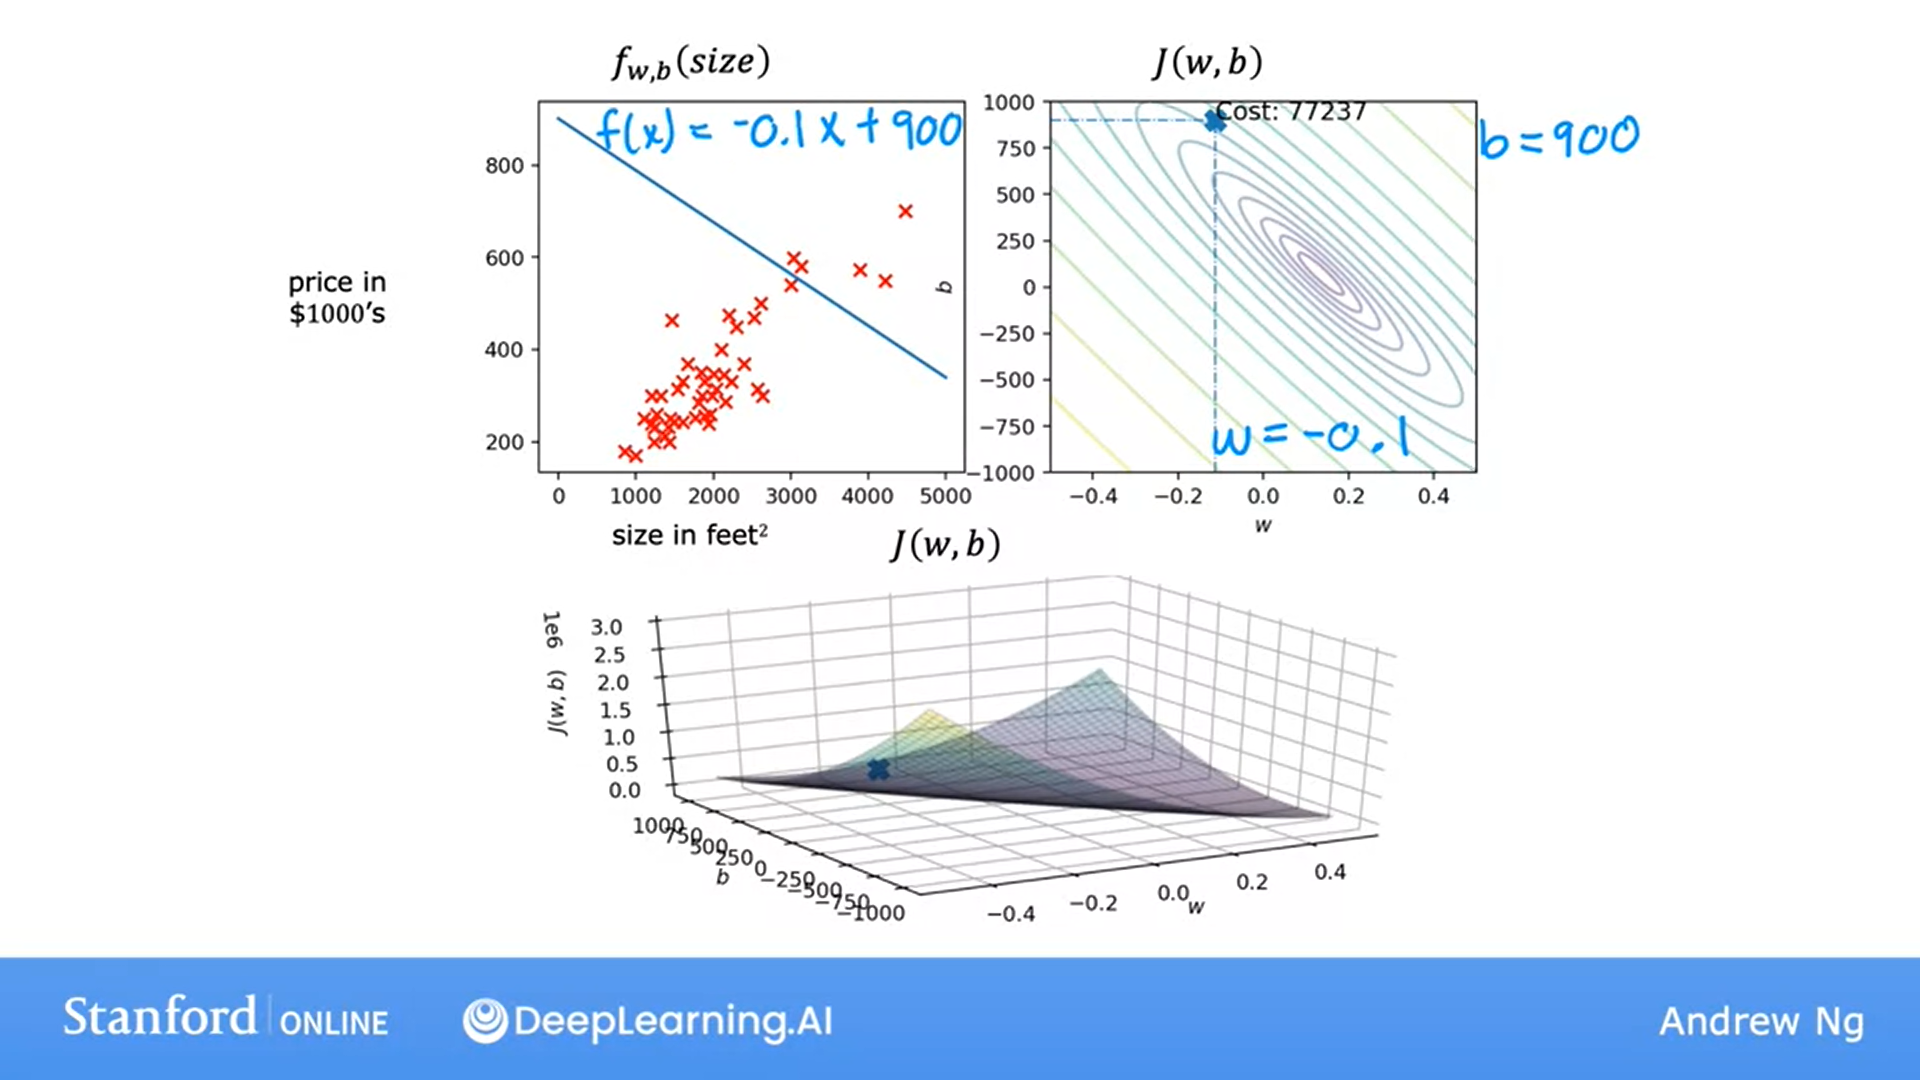 f_{w,b}(size)
J(w, b)
f(x) = -0.1x + 900
Cost: 77237
b = 900
price in
$1000's
800
600
400
200
0 1000 2000 3000 4000 5000
size in feet²
1000
750
500
250
0
−250
−500
−750
−1000
b
w = -0.1
−0.4 −0.2 0.0 0.2 0.4
w
J(w, b)
1e6
J(w, b)
3.0
2.5
2.0
1.5
1.0
0.5
0.0
1000
750
500
250
0
−250
−500
−750
−1000
b
−0.4 −0.2 0.0 0.2 0.4
w
Stanford ONLINE
DeepLearning.AI
Andrew Ng